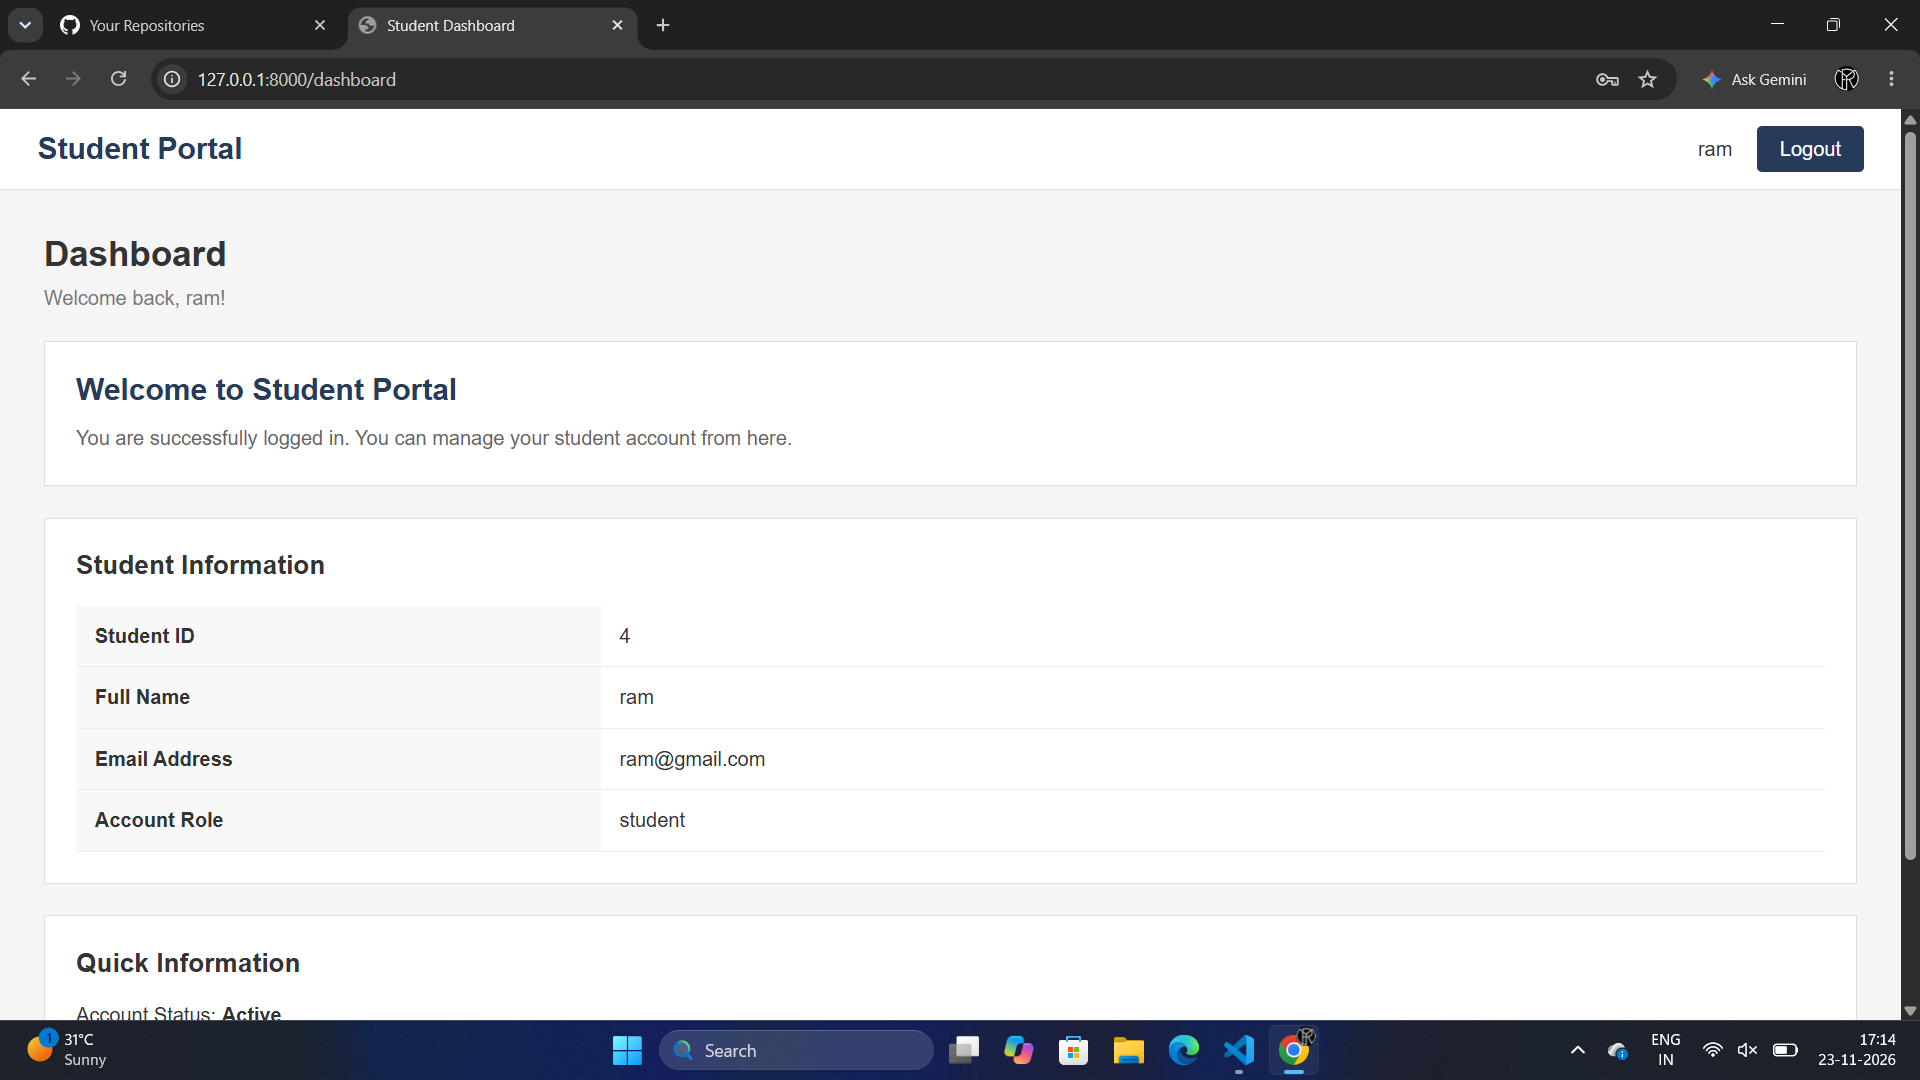 Your Repositories
Student Dashboard
127.0.0.1:8000/dashboard
Ask Gemini
Student Portal
ram
Logout
Dashboard
Welcome back, ram!
Welcome to Student Portal
You are successfully logged in. You can manage your student account from here.
Student Information
Student ID
4
Full Name
ram
Email Address
ram@gmail.com
Account Role
student
Quick Information
Account Status: Active
1
31°C
Sunny
Search
ENG
IN
17:14
23-11-2026